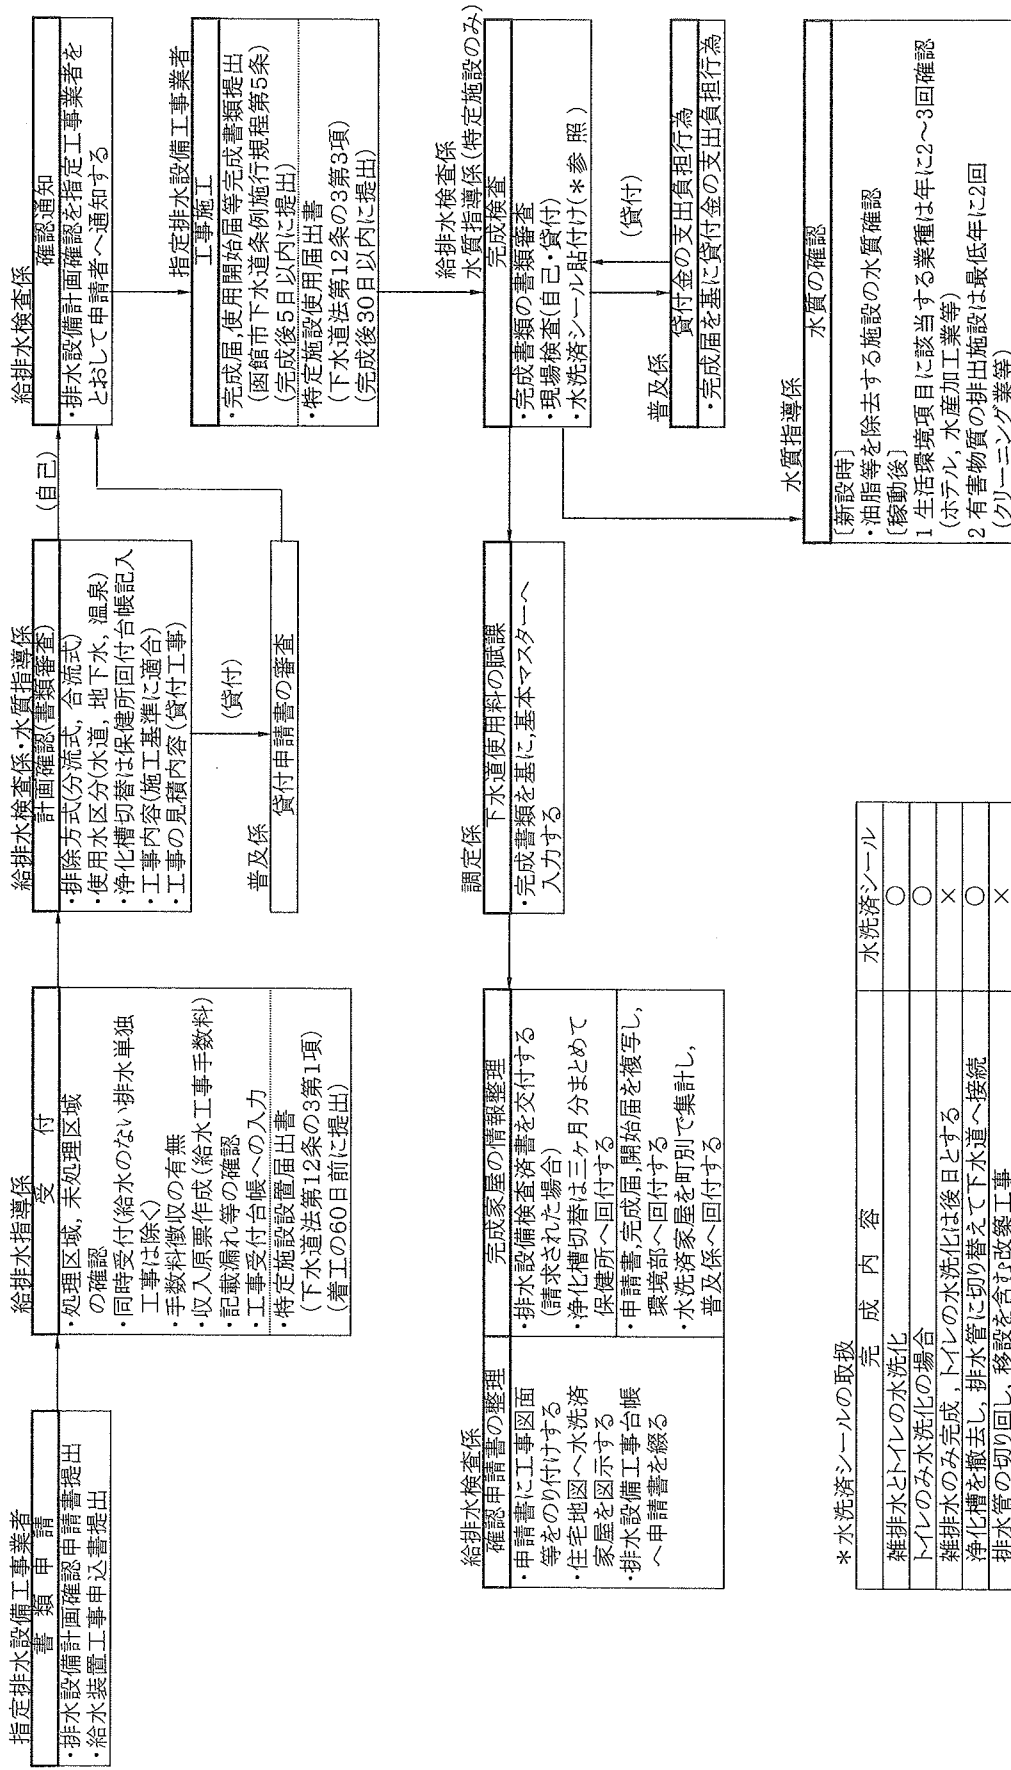 指定排水設備工事業者
書類申請
・排水設備計画確認申請書提出
・給水装置工事申込書提出
給排水指導係
受付
・処理区域，未処理区域
の確認
・同時受付（給水のない排水単独
工事は除く）
・手数料徴収の有無
・収入原票作成（給水工事手数料）
・記載漏れ等の確認
・工事受付台帳への入力
・特定施設設置届出書
（下水道法第12条の3第1項）
（着工の60日前に提出）
給排水検査係・水質指導係
計画確認（書類審査）
・排除方式（分流式，合流式）
・使用水区分（水道，地下水，温泉）
・浄化槽切替は保健所回付台帳記入
・工事内容（施工基準に適合）
・工事の見積内容（貸付工事）
（貸付）
普及係
貸付申請書の審査
（自己）
給排水検査係
確認通知
・排水設備計画確認を指定工事業者を
とおして申請者へ通知する
指定排水設備工事業者
工事施工
・完成届，使用開始届等完成書類提出
（函館市下水道条例施行規程第5条）
（完成後5日以内に提出）
・特定施設使用届出書
（下水道法第12条の3第3項）
（完成後30日以内に提出）
給排水検査係
水質指導係（特定施設のみ）
完成検査
・完成書類の書類審査
・現場検査（自己・貸付）
・水洗済シール貼付け（＊参照）
（貸付）
普及係
貸付金の支出負担行為
・完成届を基に貸付金の支出負担行為
水質指導係
水質の確認
［新設時］
・油脂等を除去する施設の水質確認
［稼動後］
1 生活環境項目に該当する業種は年に2～3回確認
（ホテル，水産加工業等）
2 有害物質の排出施設は最低年に2回
（クリーニング業等）
調定係
下水道使用料の賦課
・完成書類を基に，基本マスターへ
入力する
給排水検査係
確認申請書の整理
・申請書に工事図面
等をのり付けする
・住宅地図へ水洗済
家屋を図示する
・排水設備工事台帳
へ申請書を綴る
完成家屋の情報整理
・排水設備検査済書を交付する
（請求された場合）
・浄化槽切替は三ヶ月分まとめて
保健所へ回付する
・申請書，完成届，開始届を複写し，
環境部へ回付する
・水洗済家屋を町別で集計し，
普及係へ回付する
＊水洗済シールの取扱
完成内容 水洗済シール
雑排水とトイレの水洗化 ○
トイレのみ水洗化の場合 ○
雑排水のみ完成，トイレの水洗化は後日とする ×
浄化槽を撤去し，排水管に切り替えて下水道へ接続 ○
排水管の切り回し，移設を含む改築工事 ×